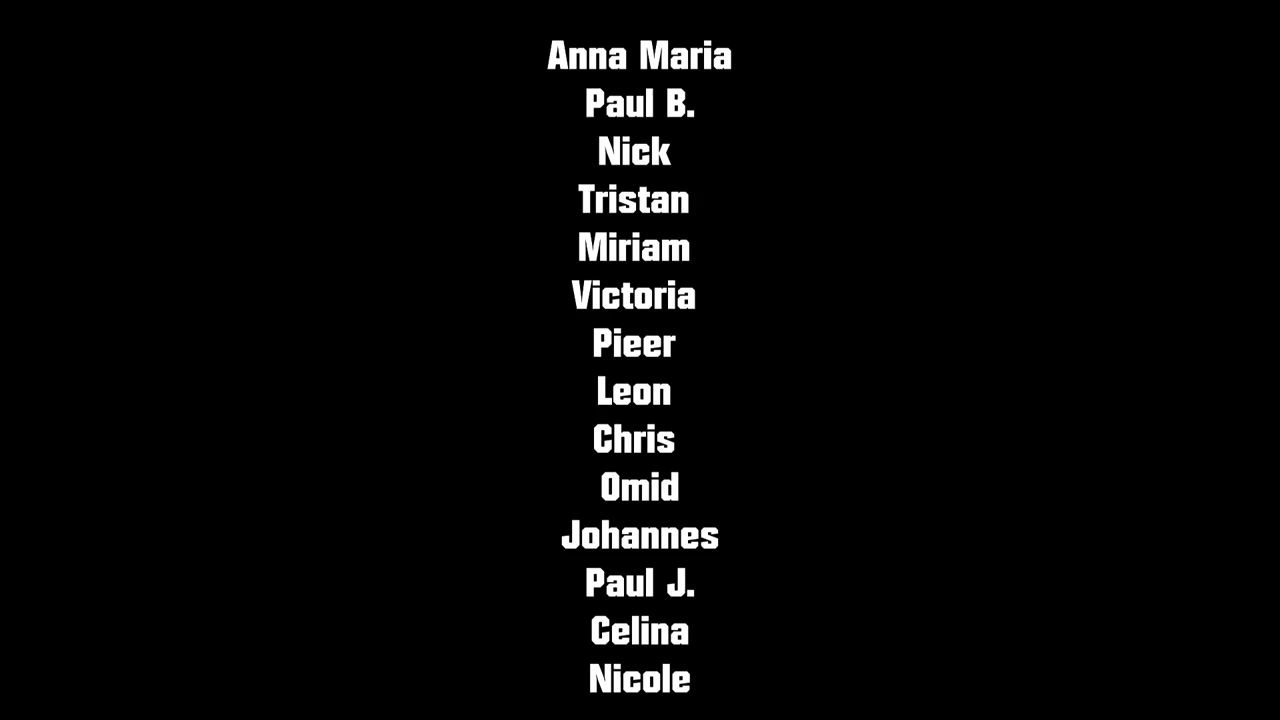 Anna Maria
Paul B.
Nick
Tristan
Miriam
Victoria
Pieer
Leon
Chris
Omid
Johannes
Paul J.
Celina
Nicole